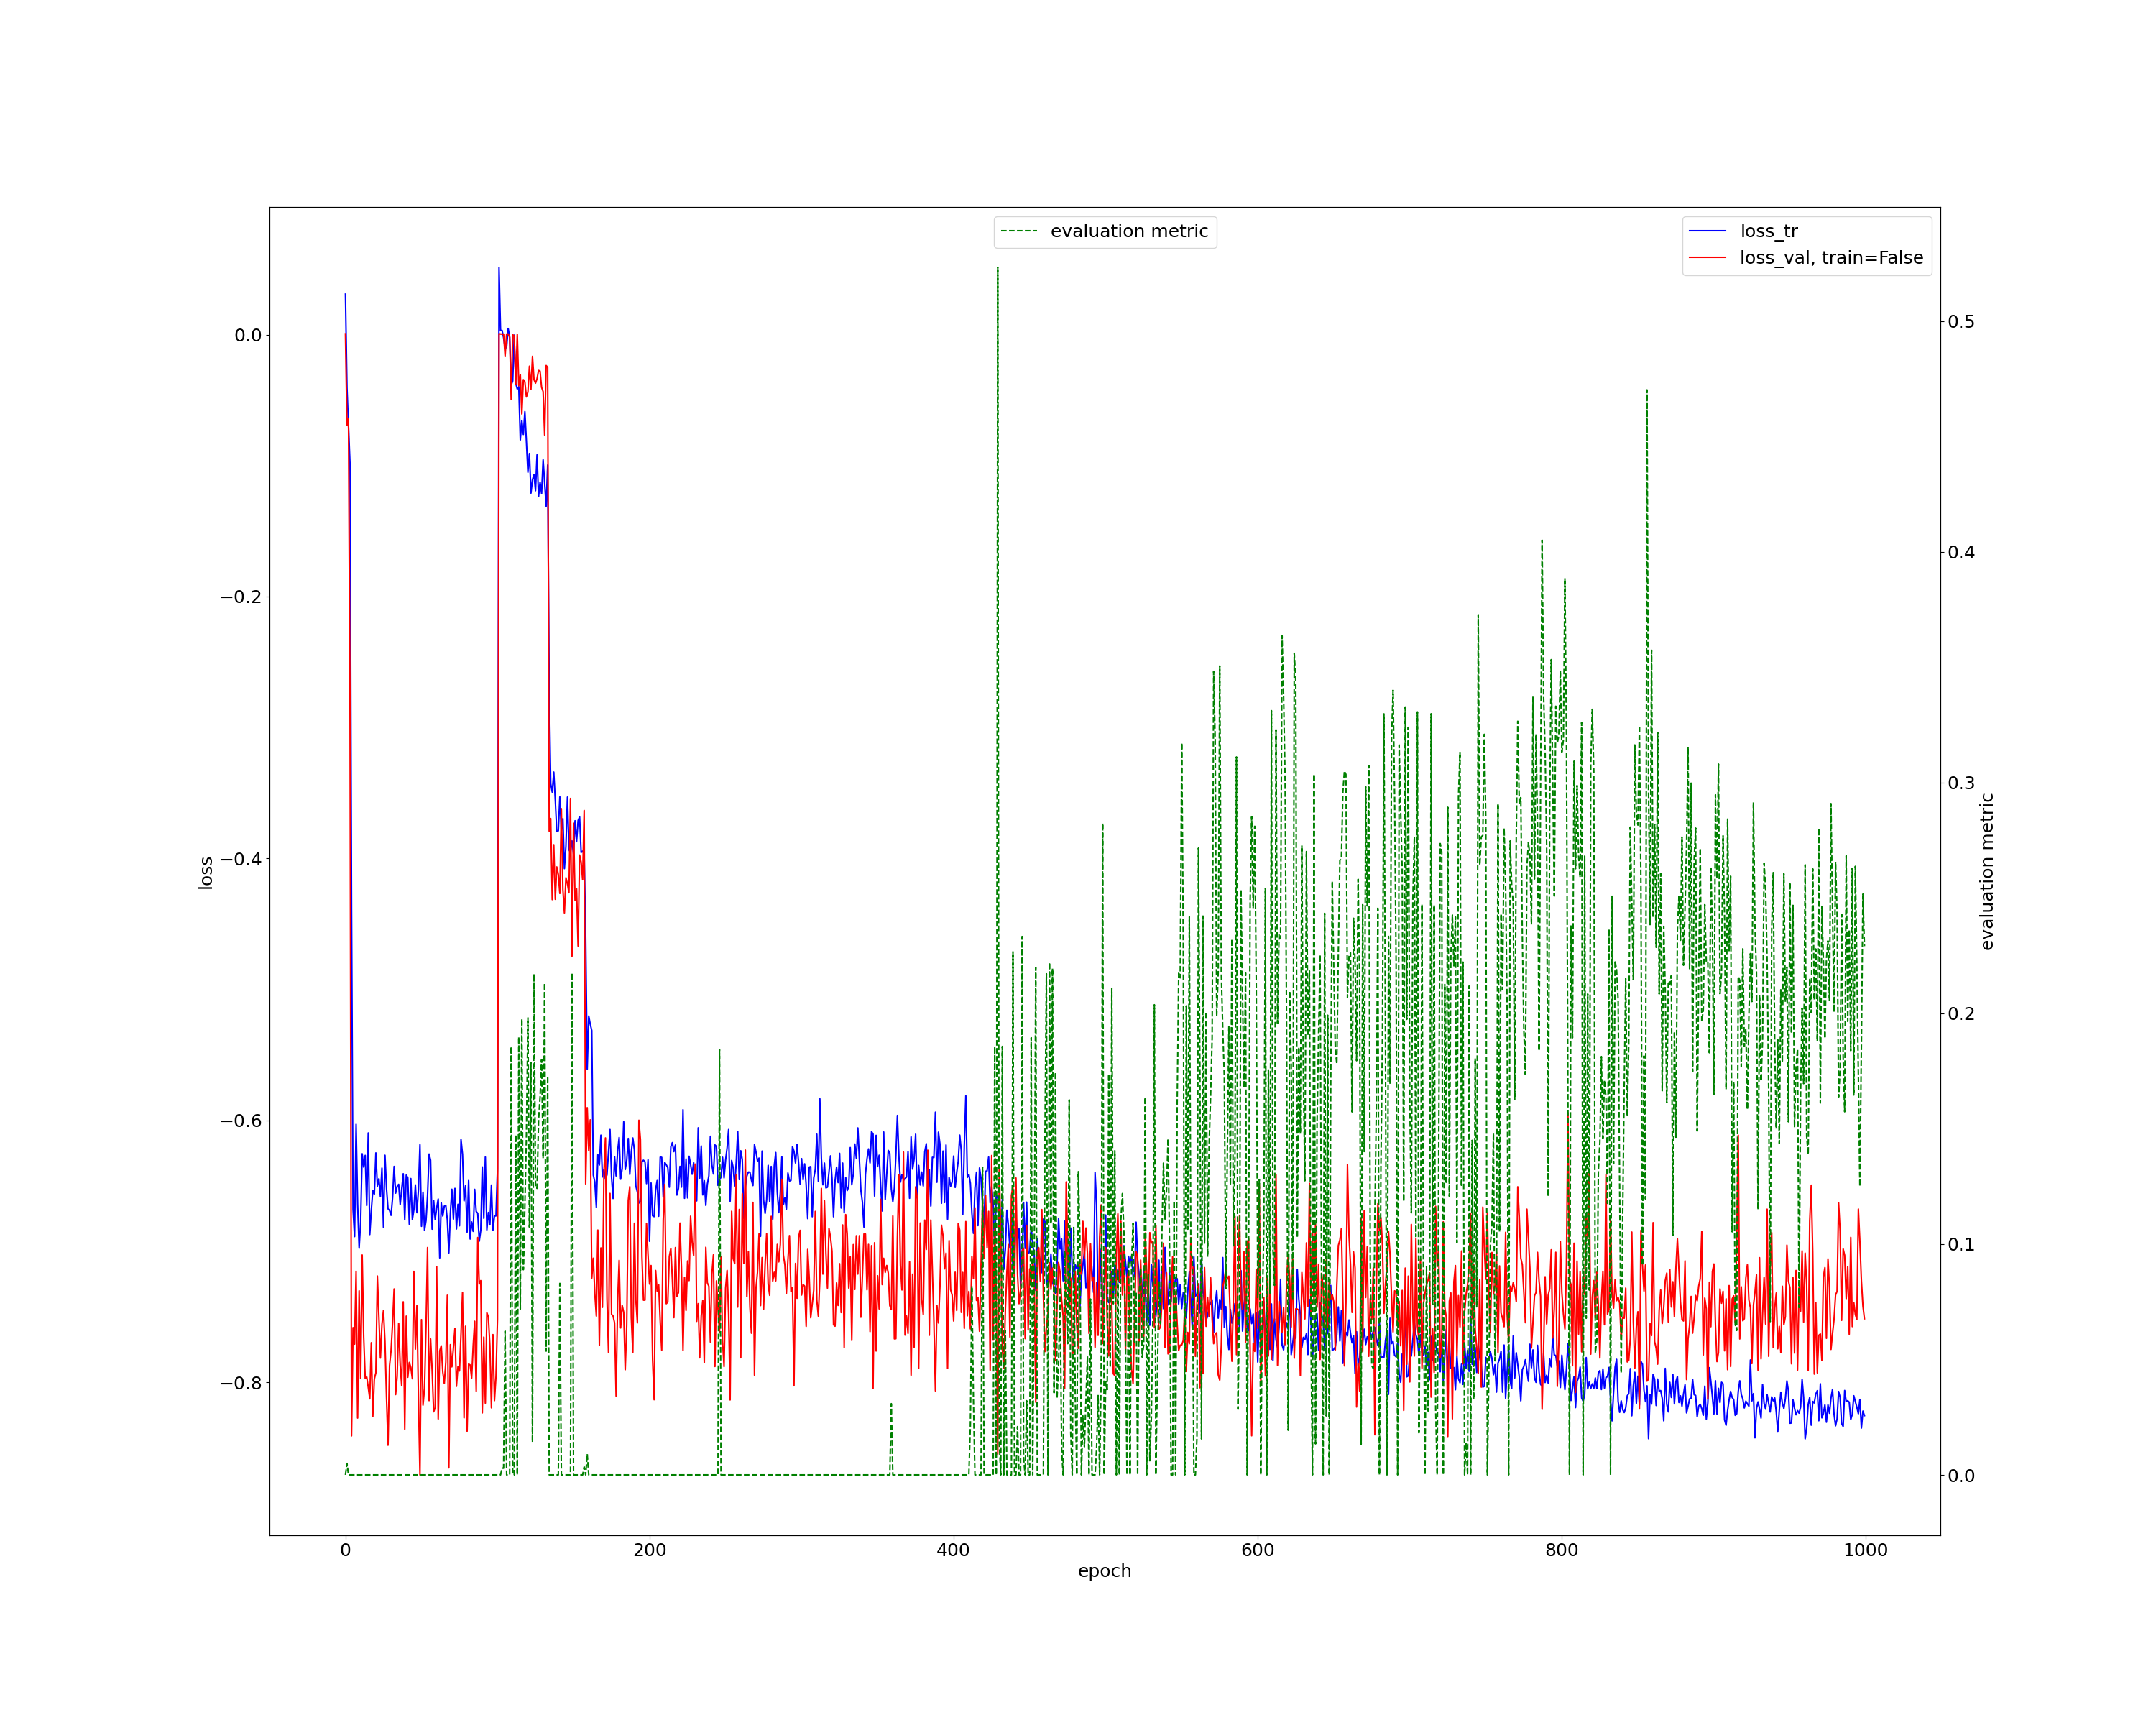 evaluation metric
loss_tr
loss_val, train=False
0.0
−0.2
−0.4
−0.6
−0.8
loss
0.5
0.4
0.3
0.2
0.1
0.0
evaluation metric
0
200
400
600
800
1000
epoch